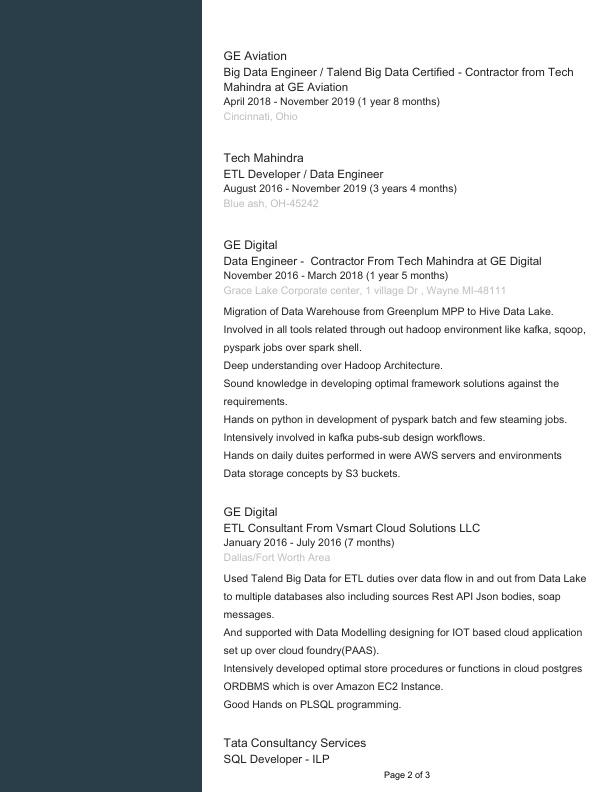 GE Aviation
Big Data Engineer / Talend Big Data Certified - Contractor from Tech
Mahindra at GE Aviation
April 2018 - November 2019 (1 year 8 months)
Cincinnati, Ohio
Tech Mahindra
ETL Developer / Data Engineer
August 2016 - November 2019 (3 years 4 months)
Blue ash, OH-45242
GE Digital
Data Engineer -  Contractor From Tech Mahindra at GE Digital
November 2016 - March 2018 (1 year 5 months)
Grace Lake Corporate center, 1 village Dr , Wayne MI-48111
Migration of Data Warehouse from Greenplum MPP to Hive Data Lake.
Involved in all tools related through out hadoop environment like kafka, sqoop,
pyspark jobs over spark shell.
Deep understanding over Hadoop Architecture.
Sound knowledge in developing optimal framework solutions against the
requirements.
Hands on python in development of pyspark batch and few steaming jobs.
Intensively involved in kafka pubs-sub design workflows.
Hands on daily duites performed in were AWS servers and environments
Data storage concepts by S3 buckets.
GE Digital
ETL Consultant From Vsmart Cloud Solutions LLC
January 2016 - July 2016 (7 months)
Dallas/Fort Worth Area
Used Talend Big Data for ETL duties over data flow in and out from Data Lake
to multiple databases also including sources Rest API Json bodies, soap
messages.
And supported with Data Modelling designing for IOT based cloud application
set up over cloud foundry(PAAS).
Intensively developed optimal store procedures or functions in cloud postgres
ORDBMS which is over Amazon EC2 Instance.
Good Hands on PLSQL programming.
Tata Consultancy Services
SQL Developer - ILP
Page 2 of 3